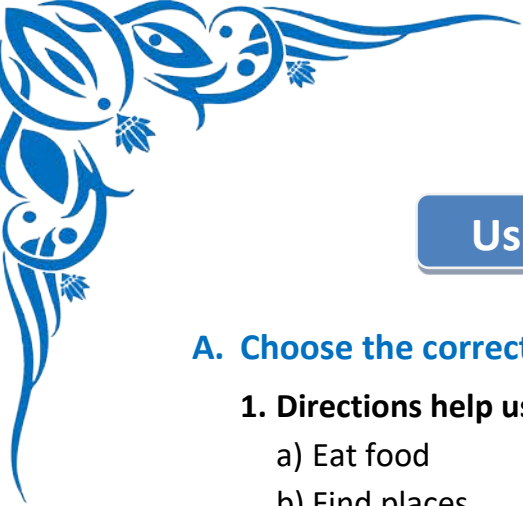 Us
A. Choose the correct
1. Directions help us
a) Eat food
b) Find places